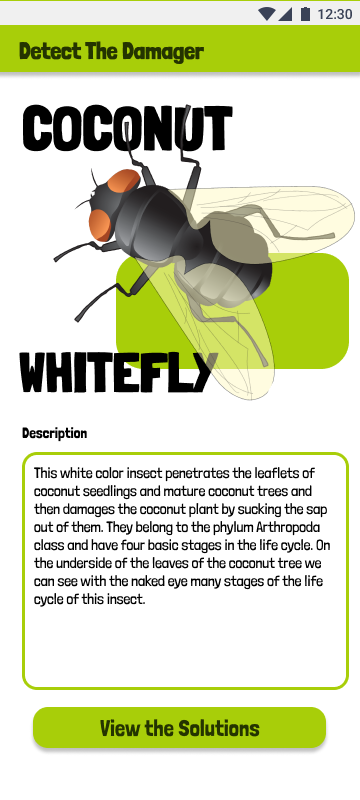 12:30
Detect The Damager
COCONUT
WHITEFLY
Description
This white color insect penetrates the leaflets of
coconut seedlings and mature coconut trees and
then damages the coconut plant by sucking the sap
out of them. They belong to the phylum Arthropoda
class and have four basic stages in the life cycle. On
the underside of the leaves of the coconut tree we
can see with the naked eye many stages of the life
cycle of this insect.
View the Solutions